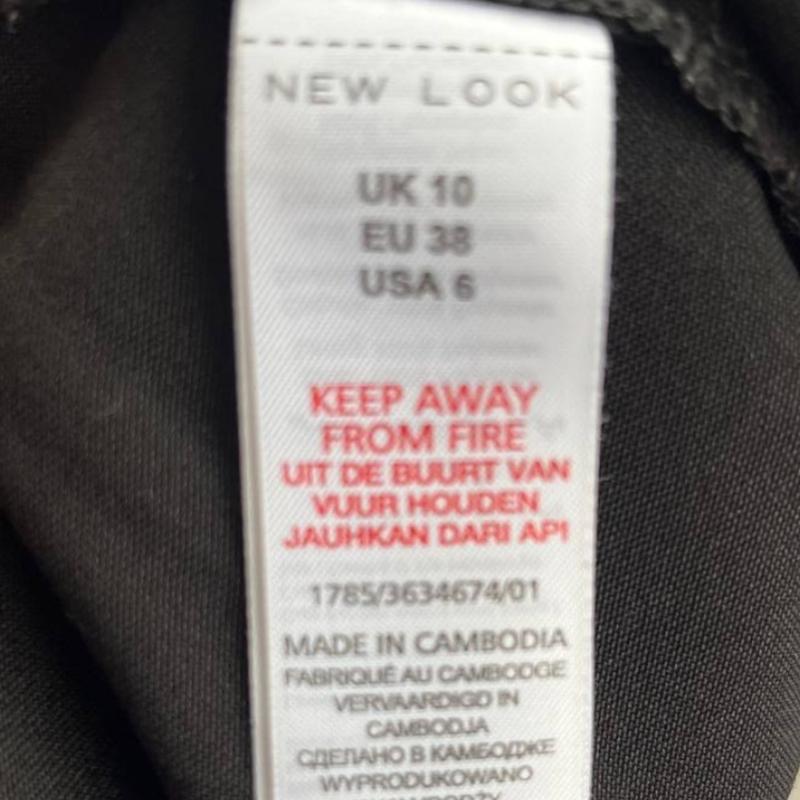 NEW LOOK
UK 10
EU 38
USA 6
KEEP AWAY
FROM FIRE
UIT DE BUURT VAN
VUUR HOUDEN
JAUHKAN DARI API
1785/3634674/01
MADE IN CAMBODIA
FABRIQUÉ AU CAMBODGE
VERVAARDIGD IN
CAMBODJA
СДЕЛАНО В КАМБОДЖЕ
WYPRODUKOWANO